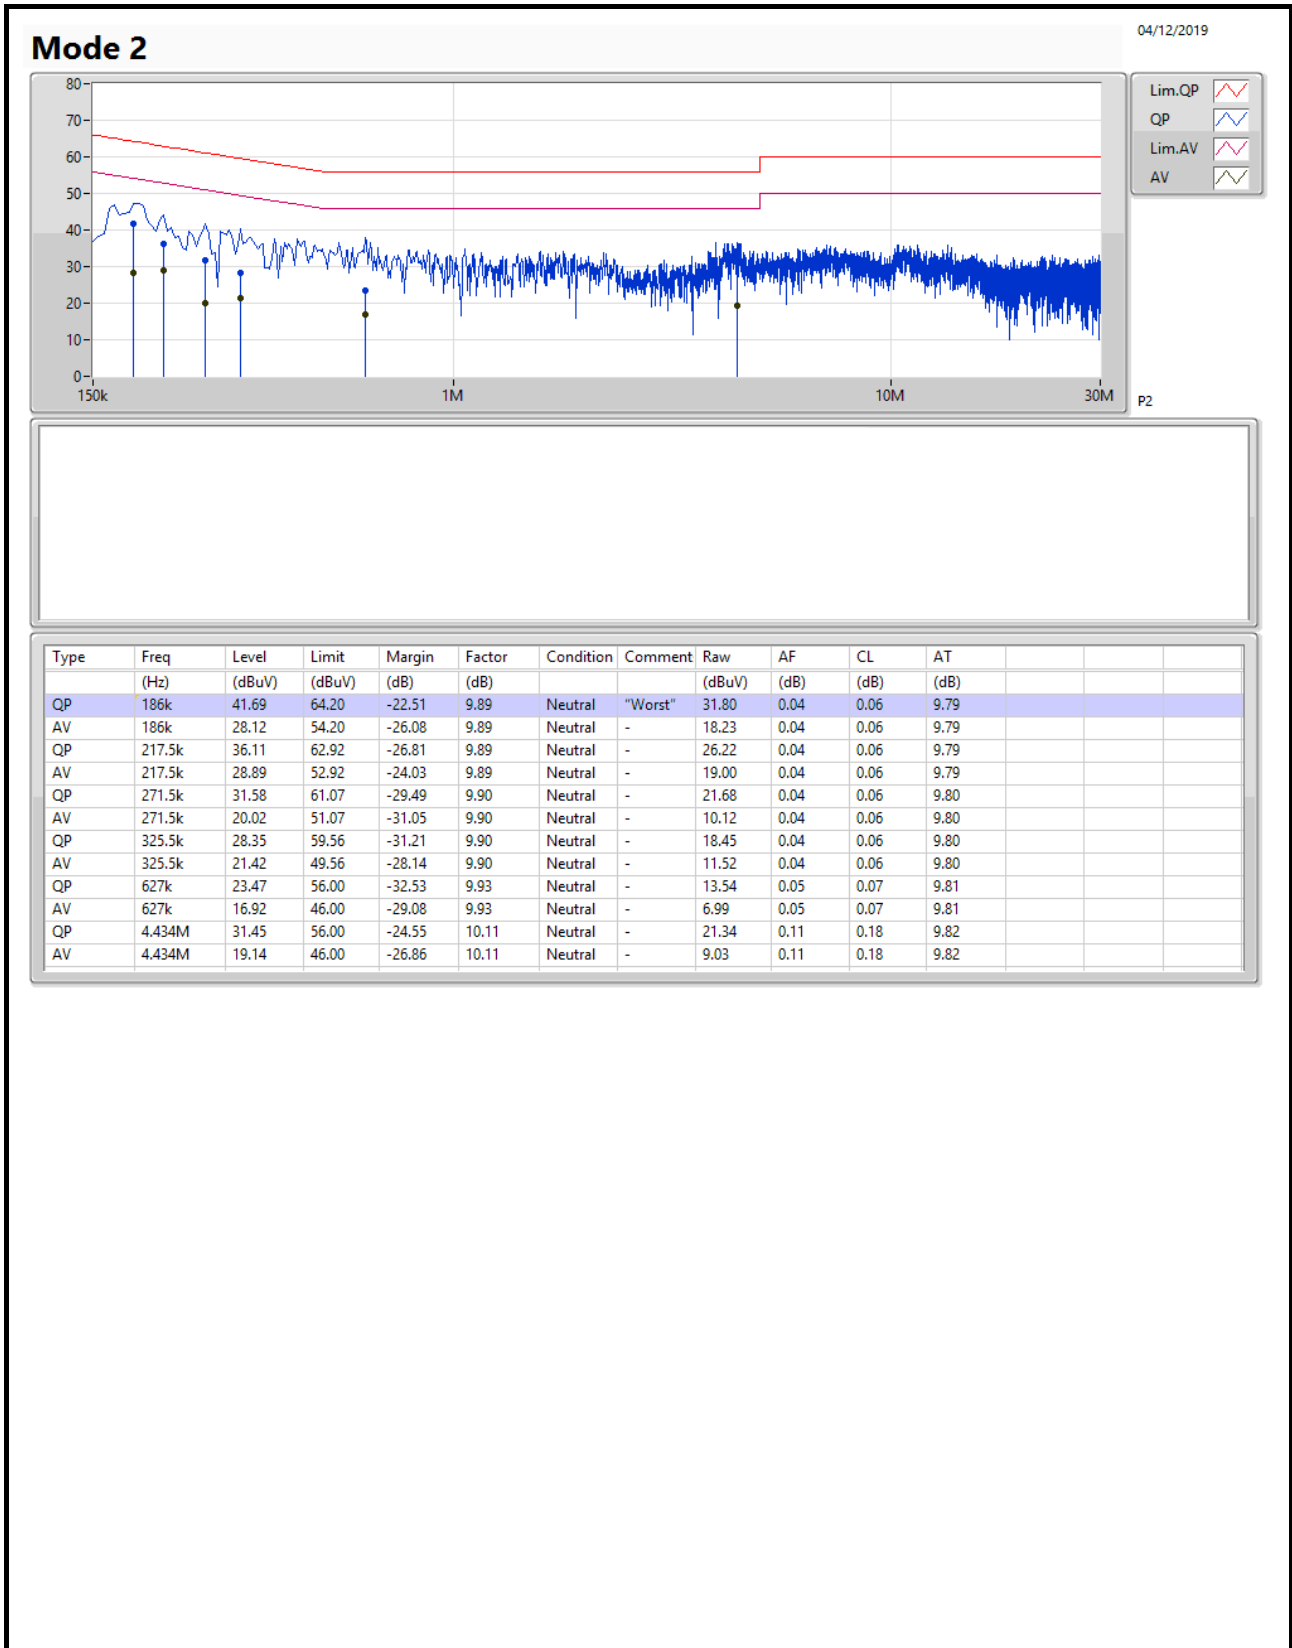 04/12/2019
Mode 2
80
70
60
50
40
30
20
10
0
150k 1M 10M 30M
Lim.QP
QP
Lim.AV
AV
P2
Type Freq Level Limit Margin Factor Condition Comment Raw AF CL AT
(Hz) (dBuV) (dBuV) (dB) (dB) (dBuV) (dB) (dB) (dB)
QP 186k 41.69 64.20 -22.51 9.89 Neutral "Worst" 31.80 0.04 0.06 9.79
AV 186k 28.12 54.20 -26.08 9.89 Neutral - 18.23 0.04 0.06 9.79
QP 217.5k 36.11 62.92 -26.81 9.89 Neutral - 26.22 0.04 0.06 9.79
AV 217.5k 28.89 52.92 -24.03 9.89 Neutral - 19.00 0.04 0.06 9.79
QP 271.5k 31.58 61.07 -29.49 9.90 Neutral - 21.68 0.04 0.06 9.80
AV 271.5k 20.02 51.07 -31.05 9.90 Neutral - 10.12 0.04 0.06 9.80
QP 325.5k 28.35 59.56 -31.21 9.90 Neutral - 18.45 0.04 0.06 9.80
AV 325.5k 21.42 49.56 -28.14 9.90 Neutral - 11.52 0.04 0.06 9.80
QP 627k 23.47 56.00 -32.53 9.93 Neutral - 13.54 0.05 0.07 9.81
AV 627k 16.92 46.00 -29.08 9.93 Neutral - 6.99 0.05 0.07 9.81
QP 4.434M 31.45 56.00 -24.55 10.11 Neutral - 21.34 0.11 0.18 9.82
AV 4.434M 19.14 46.00 -26.86 10.11 Neutral - 9.03 0.11 0.18 9.82